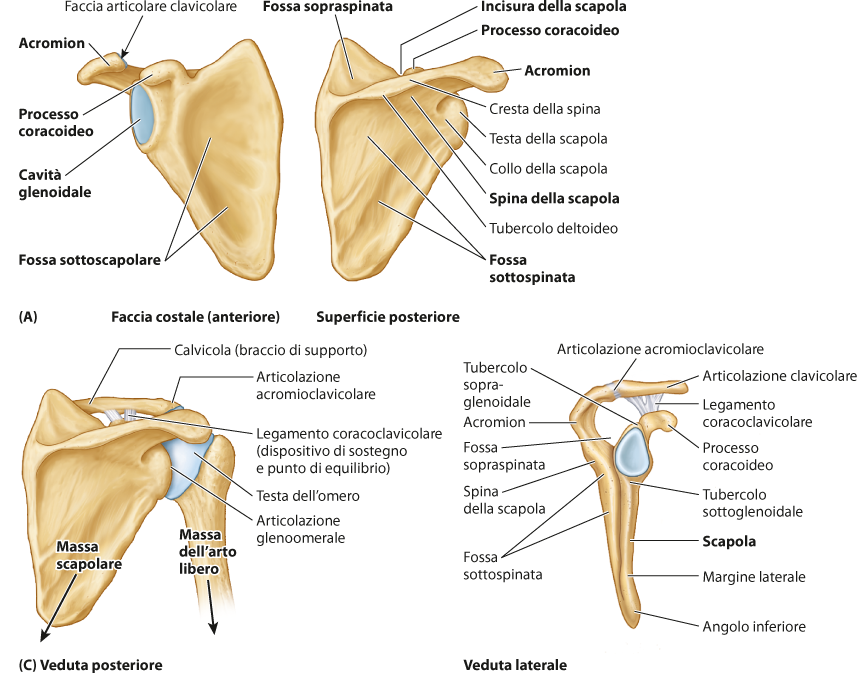 Faccia articolare clavicolare
Acromion
Processo
coracoideo
Cavità
glenoidale
Fossa sottoscapolare
Fossa sopraspinata
Incisura della scapola
Processo coracoideo
Acromion
Cresta della spina
Testa della scapola
Collo della scapola
Spina della scapola
Tubercolo deltoideo
Fossa
sottospinata
(A)
Faccia costale (anteriore)
Superficie posteriore
Calvicola (braccio di supporto)
Articolazione
acromioclavicolare
Legamento coracoclavicolare
(dispositivo di sostegno
e punto di equilibrio)
Testa dell'omero
Articolazione
glenoomerale
Massa
scapolare
Massa
dell'arto
libero
(C) Veduta posteriore
Articolazione acromioclavicolare
Tubercolo
sopra-
glenoidale
Acromion
Fossa
sopraspinata
Spina
della scapola
Fossa
sottospinata
Articolazione clavicolare
Legamento
coracoclavicolare
Processo
coracoideo
Tubercolo
sottoglenoidale
Scapola
Margine laterale
Angolo inferiore
Veduta laterale